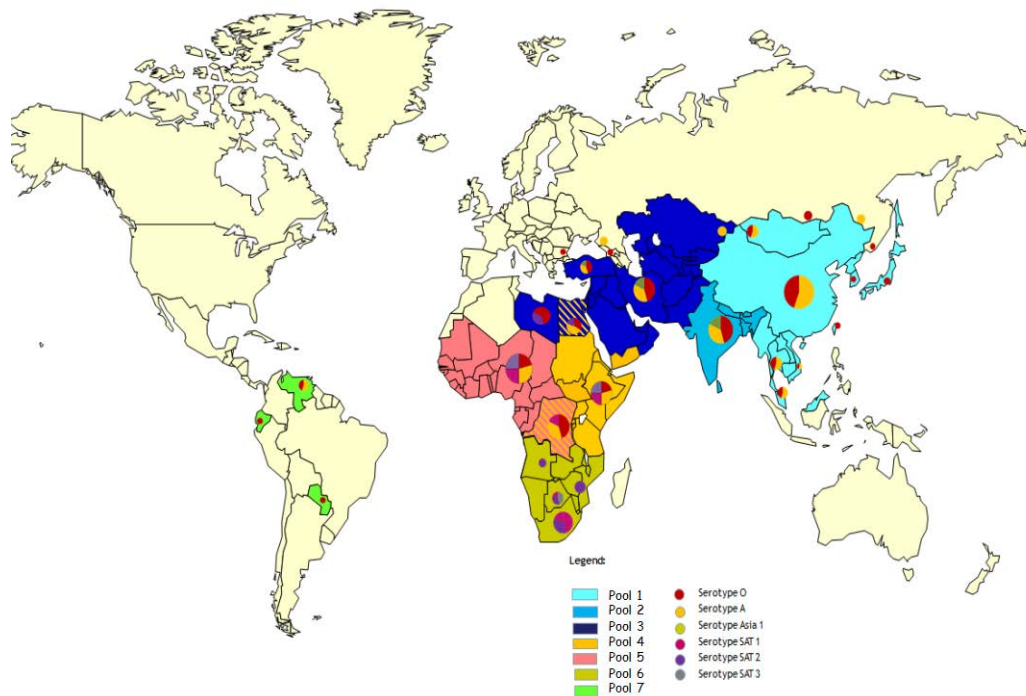 Legend:
Pool 1
Pool 2
Pool 3
Pool 4
Pool 5
Pool 6
Pool 7
Serotype O
Serotype A
Serotype Asia 1
Serotype SAT 1
Serotype SAT 2
Serotype SAT 3